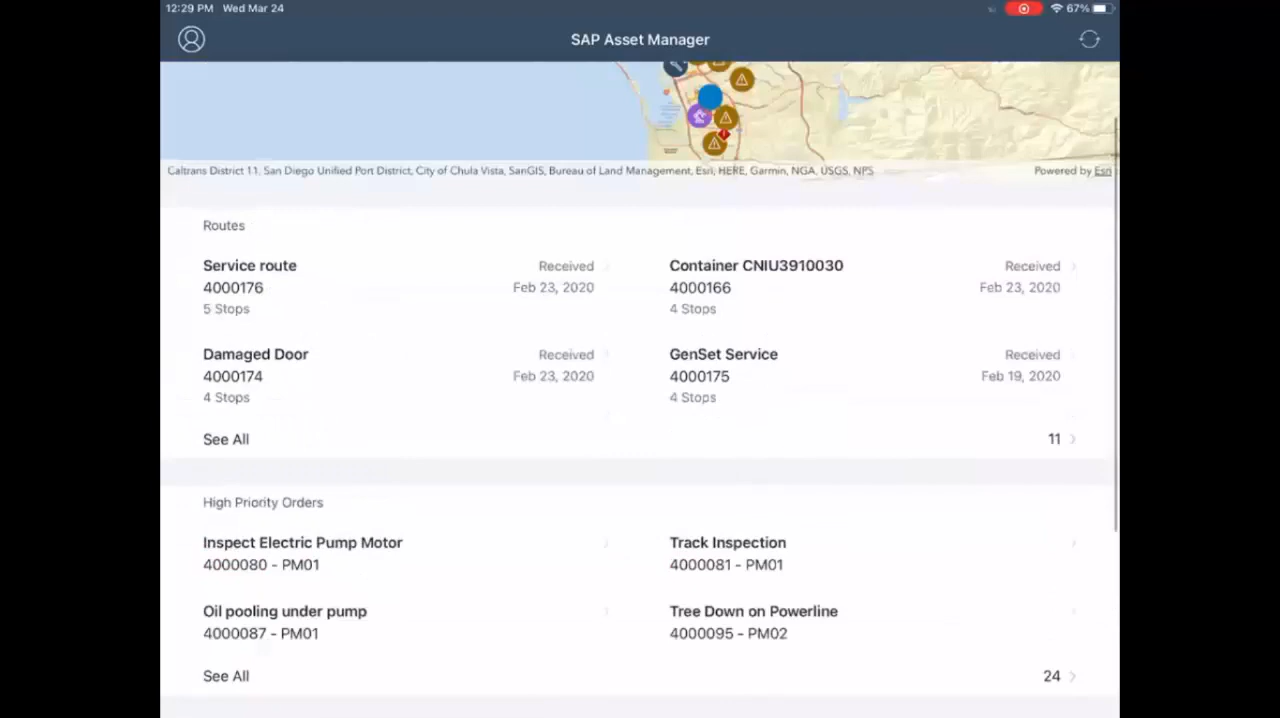 12:29 PM Wed Mar 24
67%
SAP Asset Manager
Caltrans District 11, San Diego Unified Port District, City of Chula Vista, SanGIS, Bureau of Land Management, Esri, HERE, Garmin, NGA, USGS, NPS
Powered by Esri
Routes
Service route
Received
4000176
Feb 23, 2020
5 Stops
Container CNIU3910030
Received
4000166
Feb 23, 2020
4 Stops
Damaged Door
Received
4000174
Feb 23, 2020
4 Stops
GenSet Service
Received
4000175
Feb 19, 2020
4 Stops
See All
11
High Priority Orders
Inspect Electric Pump Motor
4000080 - PM01
Track Inspection
4000081 - PM01
Oil pooling under pump
4000087 - PM01
Tree Down on Powerline
4000095 - PM02
See All
24